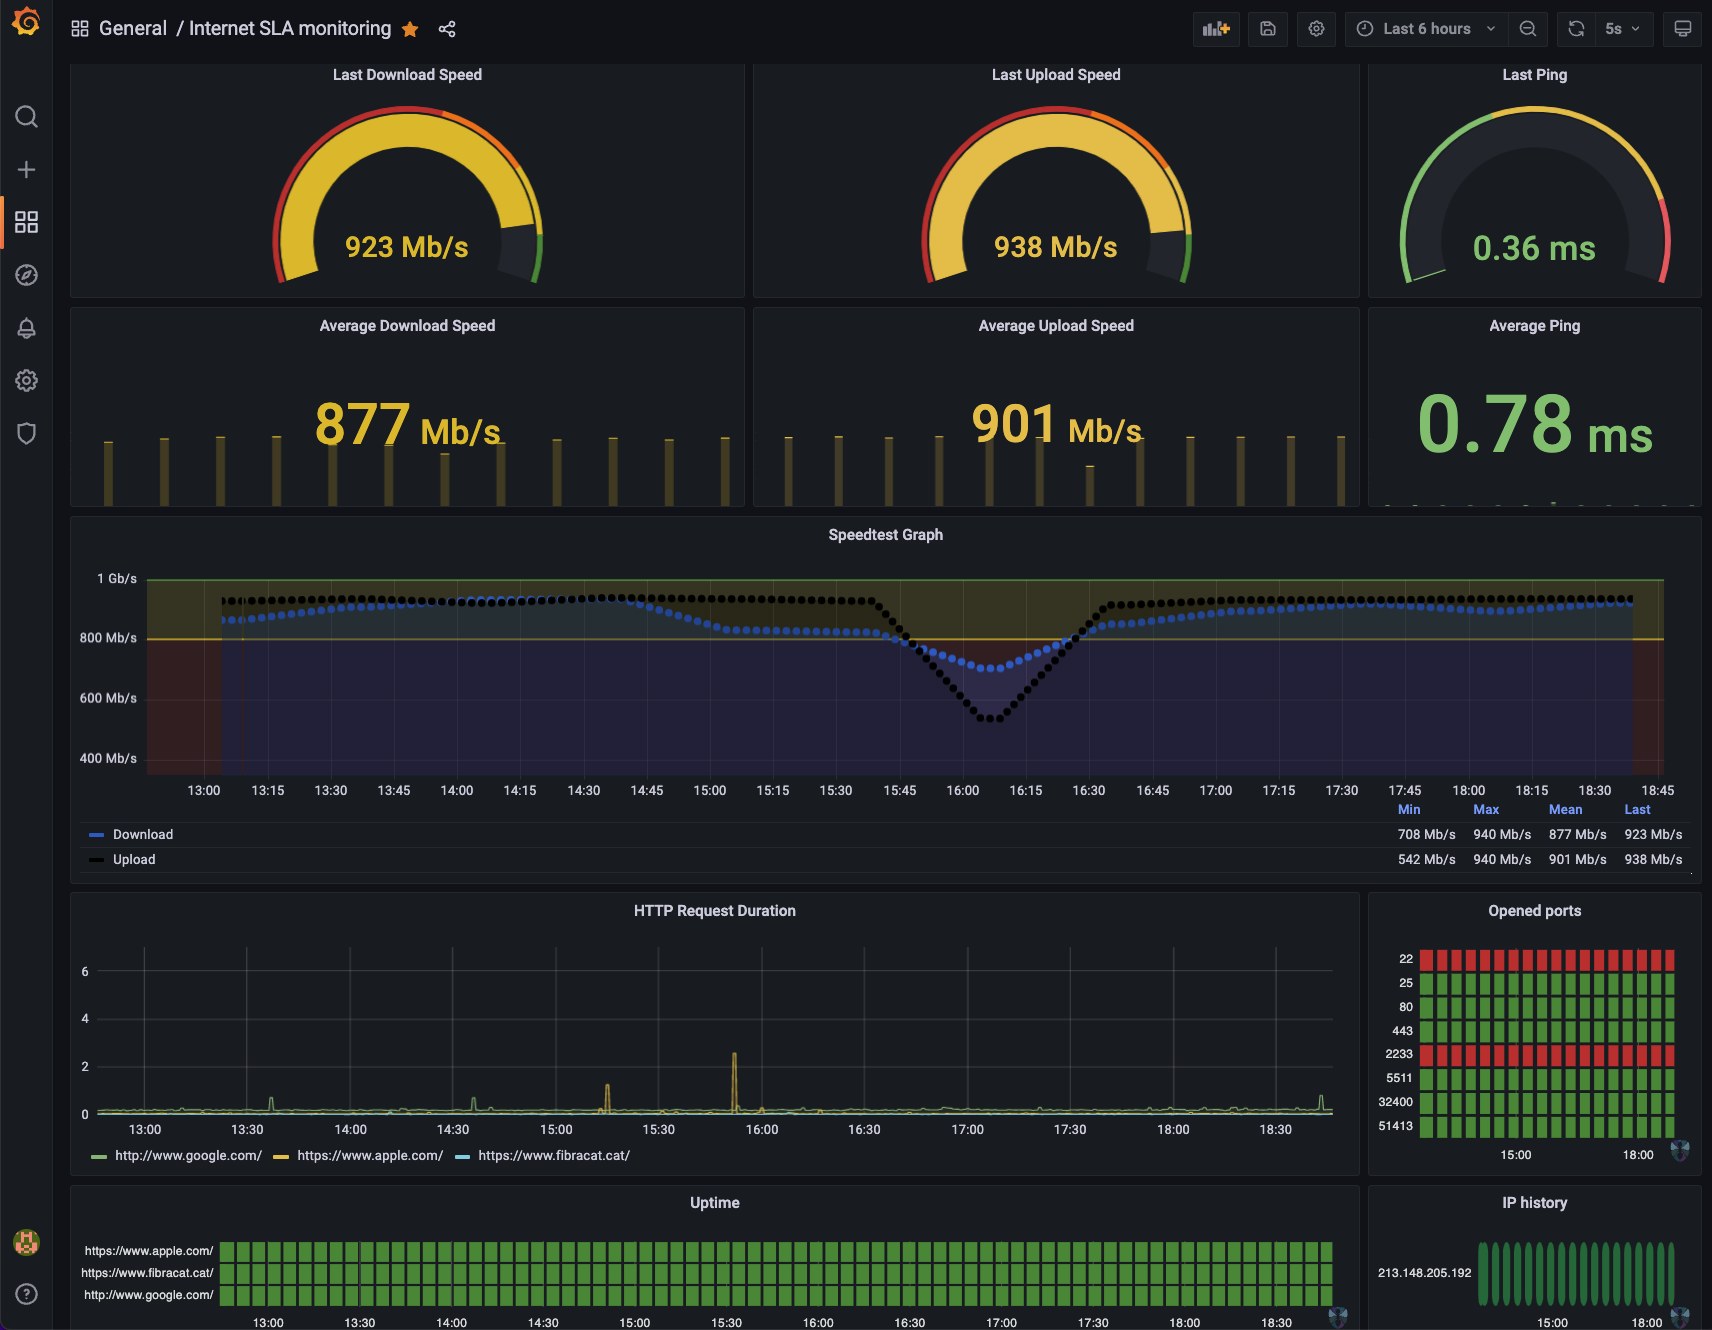 General / Internet SLA monitoring
Last 6 hours
5s
Last Download Speed
923 Mb/s
Last Upload Speed
938 Mb/s
Last Ping
0.36 ms
Average Download Speed
877 Mb/s
Average Upload Speed
901 Mb/s
Average Ping
0.78 ms
Speedtest Graph
1 Gb/s
800 Mb/s
600 Mb/s
400 Mb/s
13:00 13:15 13:30 13:45 14:00 14:15 14:30 14:45 15:00 15:15 15:30 15:45 16:00 16:15 16:30 16:45 17:00 17:15 17:30 17:45 18:00 18:15 18:30 18:45
Min Max Mean Last
Download 708 Mb/s 940 Mb/s 877 Mb/s 923 Mb/s
Upload 542 Mb/s 940 Mb/s 901 Mb/s 938 Mb/s
HTTP Request Duration
6
4
2
0
13:00 13:30 14:00 14:30 15:00 15:30 16:00 16:30 17:00 17:30 18:00 18:30
http://www.google.com/ https://www.apple.com/ https://www.fibracat.cat/
Opened ports
22
25
80
443
2233
5511
32400
51413
15:00 18:00
Uptime
https://www.apple.com/
https://www.fibracat.cat/
http://www.google.com/
13:00 13:30 14:00 14:30 15:00 15:30 16:00 16:30 17:00 17:30 18:00 18:30
IP history
213.148.205.192
15:00 18:00